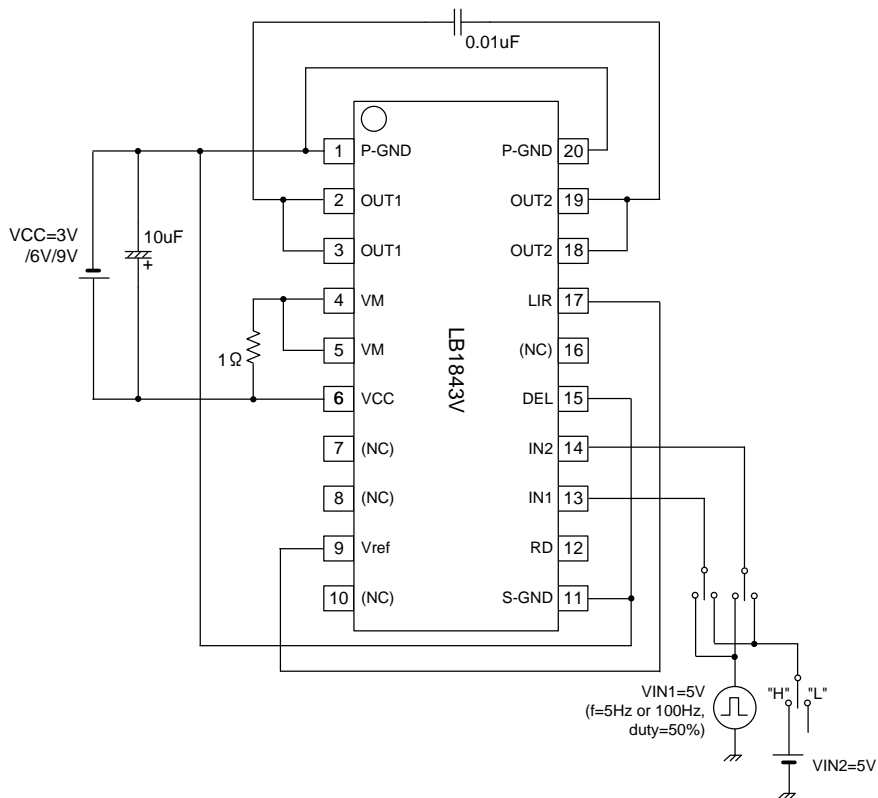 0.01uF
1 P-GND P-GND 20
2 OUT1 OUT2 19
VCC=3V
/6V/9V
10uF
+
3 OUT1 OUT2 18
4 VM LIR 17
1Ω
5 VM (NC) 16
LB1843V
6 VCC DEL 15
7 (NC) IN2 14
8 (NC) IN1 13
9 Vref RD 12
10 (NC) S-GND 11
VIN1=5V
(f=5Hz or 100Hz,
duty=50%)
"H" "L"
VIN2=5V